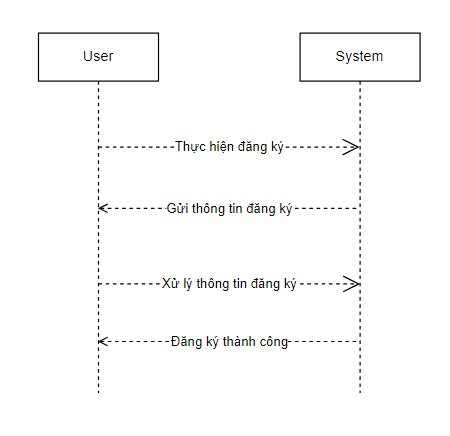 User
System
Thực hiện đăng ký
Gửi thông tin đăng ký
Xử lý thông tin đăng ký
Đăng ký thành công